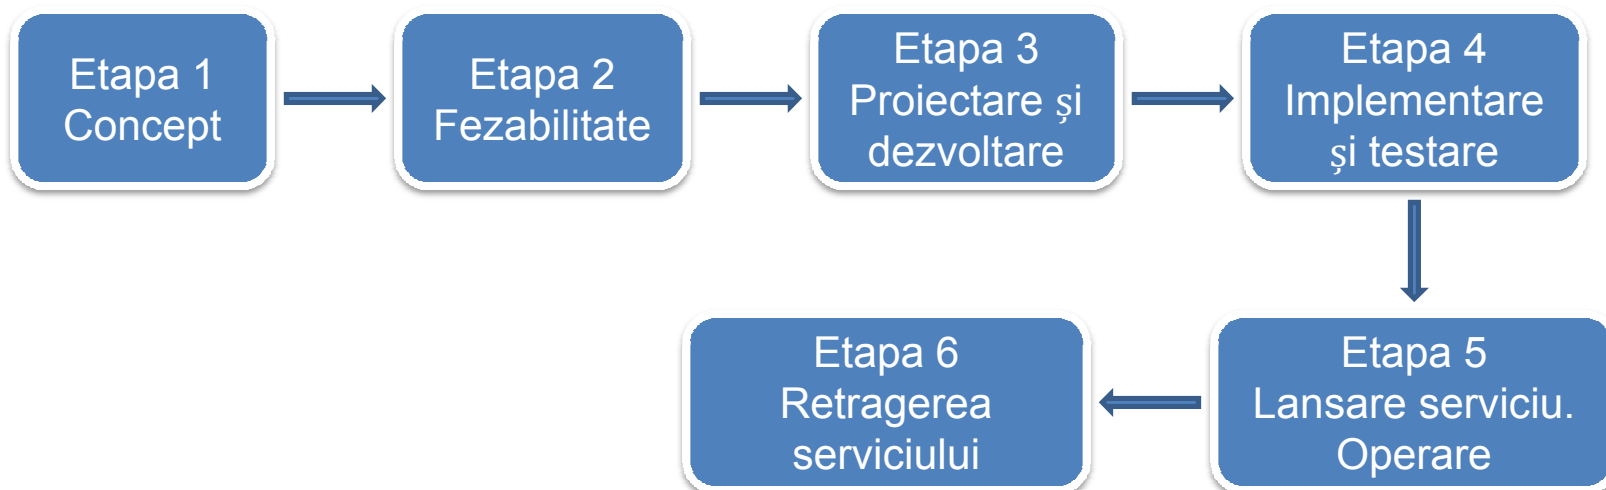 Etapa 1
Concept
Etapa 2
Fezabilitate
Etapa 3
Proiectare și
dezvoltare
Etapa 4
Implementare
și testare
Etapa 5
Lansare serviciu.
Operare
Etapa 6
Retragerea
serviciului